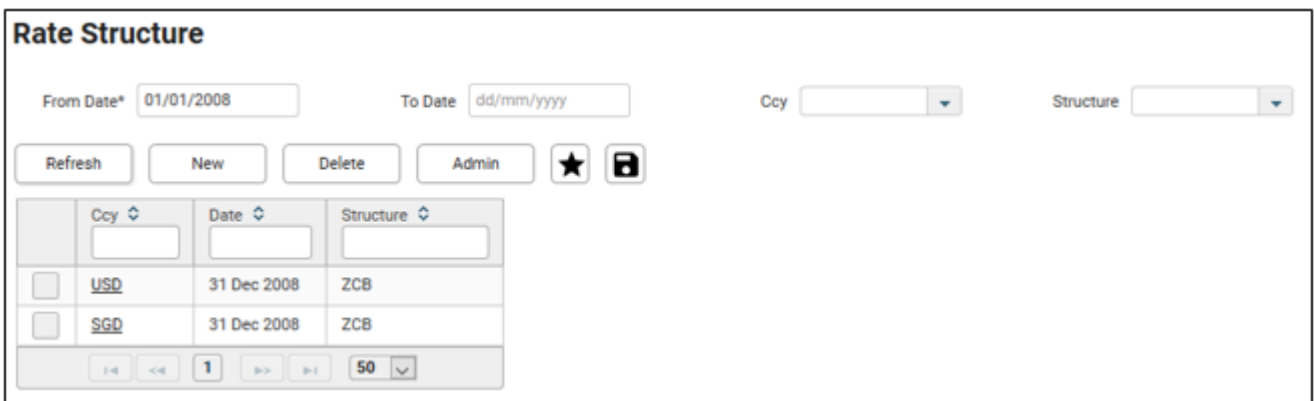 Rate Structure
From Date* 01/01/2008 To Date dd/mm/yyyy Ccy Structure
Refresh New Delete Admin
Ccy Date Structure
USD 31 Dec 2008 ZCB
SGD 31 Dec 2008 ZCB
1 50